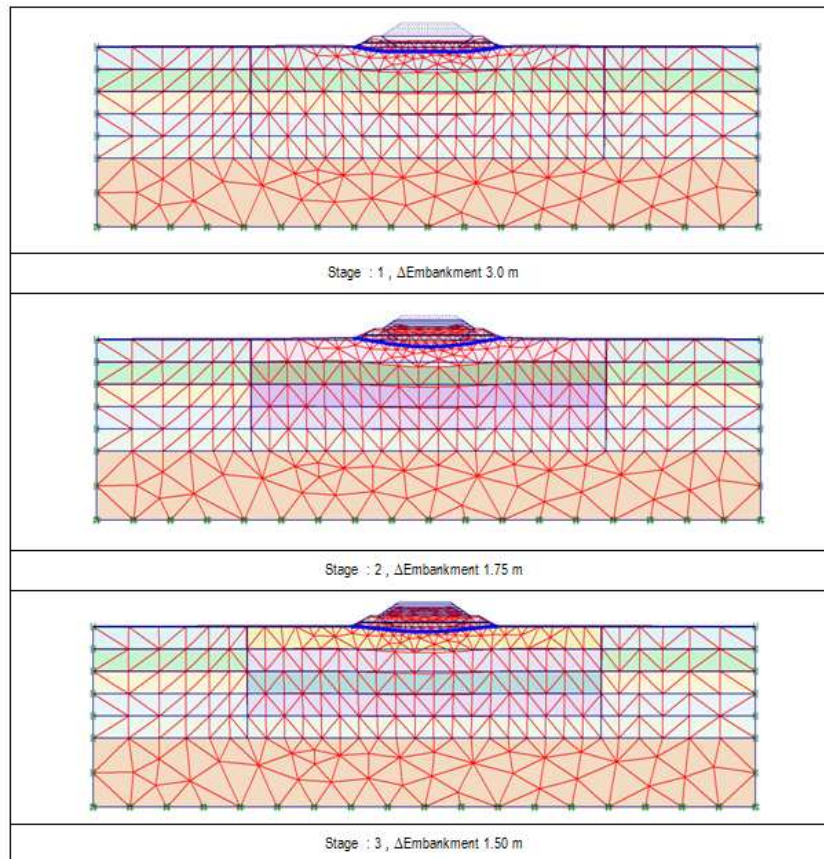 Stage : 1 , ΔEmbankment 3.0 m
Stage : 2 , ΔEmbankment 1.75 m
Stage : 3 , ΔEmbankment 1.50 m